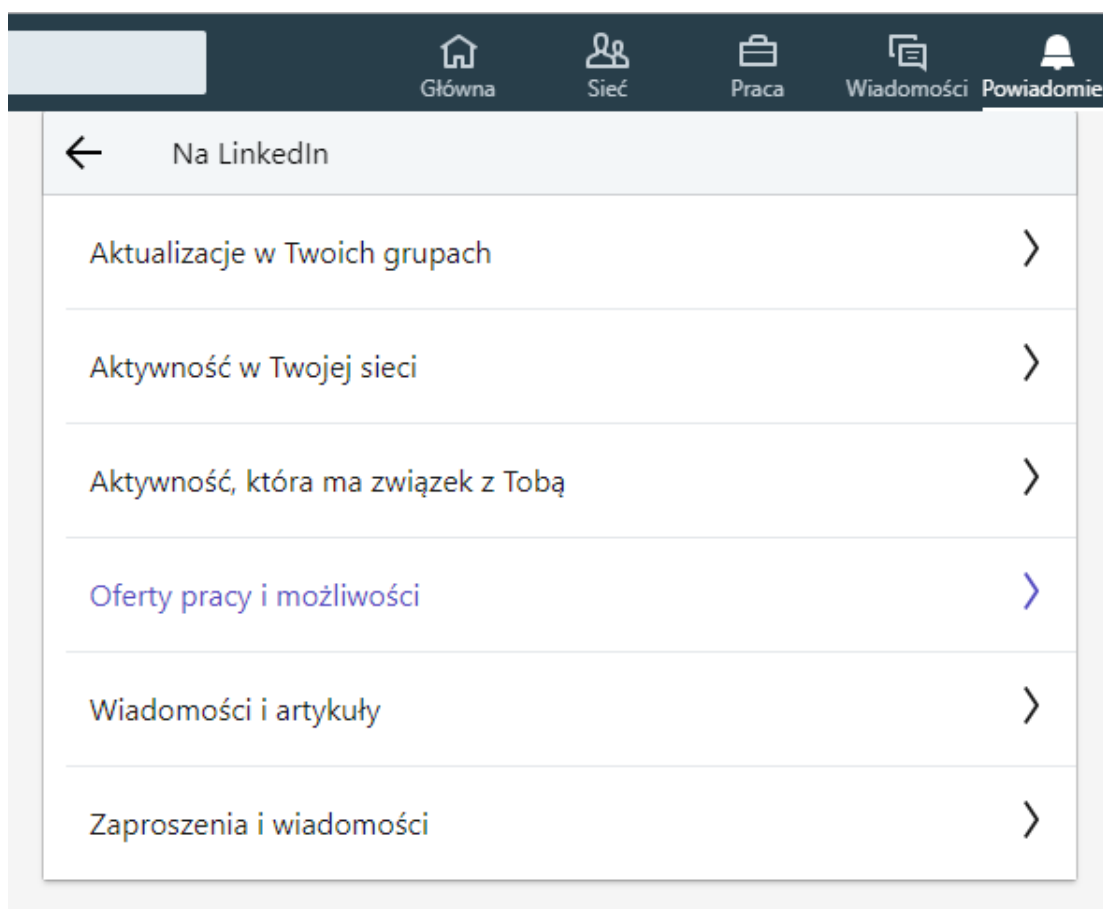 Główna Sieć Praca Wiadomości Powiadomie
Na LinkedIn
Aktualizacje w Twoich grupach
Aktywność w Twojej sieci
Aktywność, która ma związek z Tobą
Oferty pracy i możliwości
Wiadomości i artykuły
Zaproszenia i wiadomości